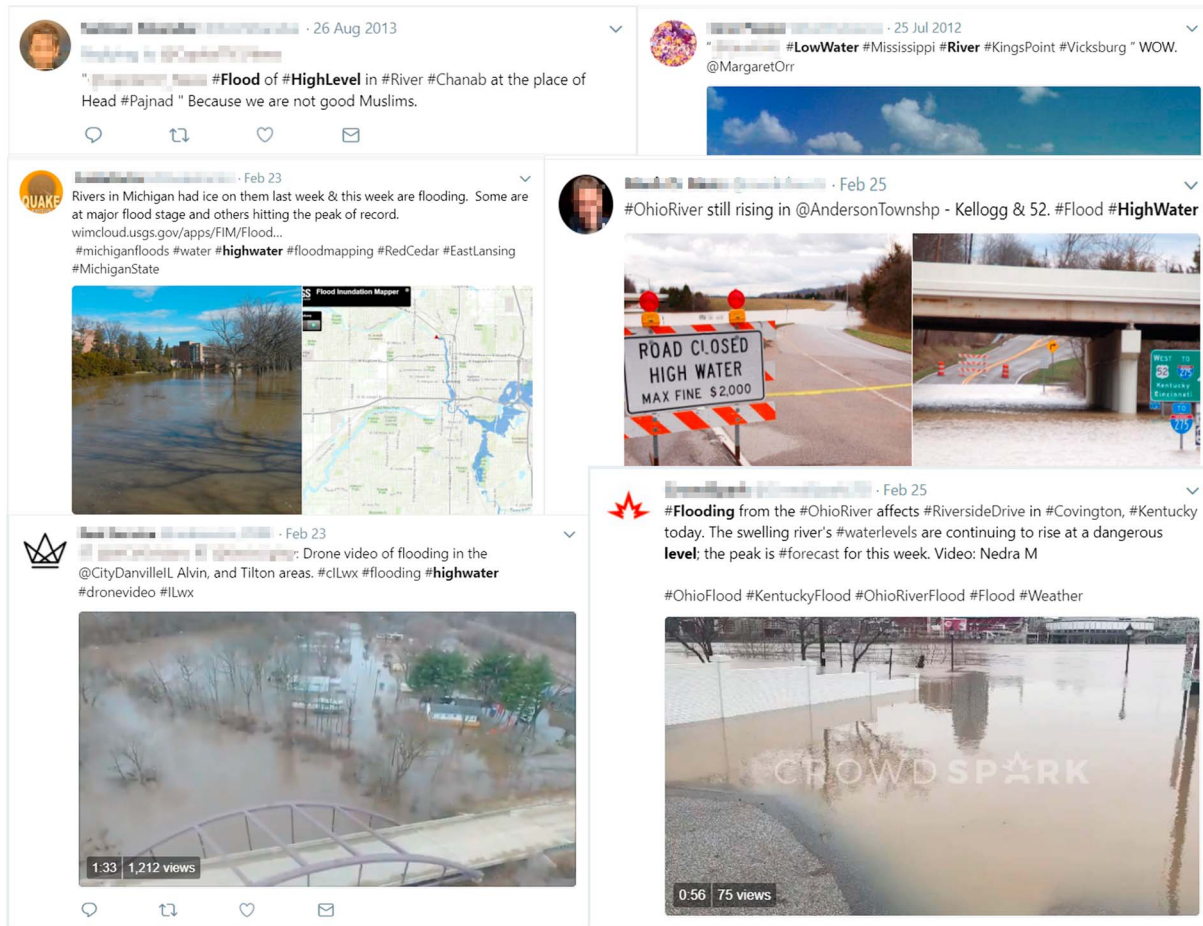 · 26 Aug 2013
" #Flood of #HighLevel in #River #Chanab at the place of
Head #Pajnad " Because we are not good Muslims.
· 25 Jul 2012
" #LowWater #Mississippi #River #KingsPoint #Vicksburg " WOW.
@MargaretOrr
QUAKE
· Feb 23
Rivers in Michigan had ice on them last week & this week are flooding. Some are
at major flood stage and others hitting the peak of record.
wimcloud.usgs.gov/apps/FIM/Flood...
#michiganfloods #water #highwater #floodmapping #RedCedar #EastLansing
#MichiganState
Flood Inundation Mapper
· Feb 25
#OhioRiver still rising in @AndersonTownshp - Kellogg & 52. #Flood #HighWater
ROAD CLOSED
HIGH WATER
MAX FINE $2,000
WEST TO
52 275
Kentucky
Cincinnati
TO
275
· Feb 23
: Drone video of flooding in the
@CityDanvilleIL Alvin, and Tilton areas. #cILwx #flooding #highwater
#dronevideo #ILwx
1:33 1,212 views
· Feb 25
#Flooding from the #OhioRiver affects #RiversideDrive in #Covington, #Kentucky
today. The swelling river's #waterlevels are continuing to rise at a dangerous
level; the peak is #forecast for this week. Video: Nedra M
#OhioFlood #KentuckyFlood #OhioRiverFlood #Flood #Weather
CROWDSPARK
0:56 75 views